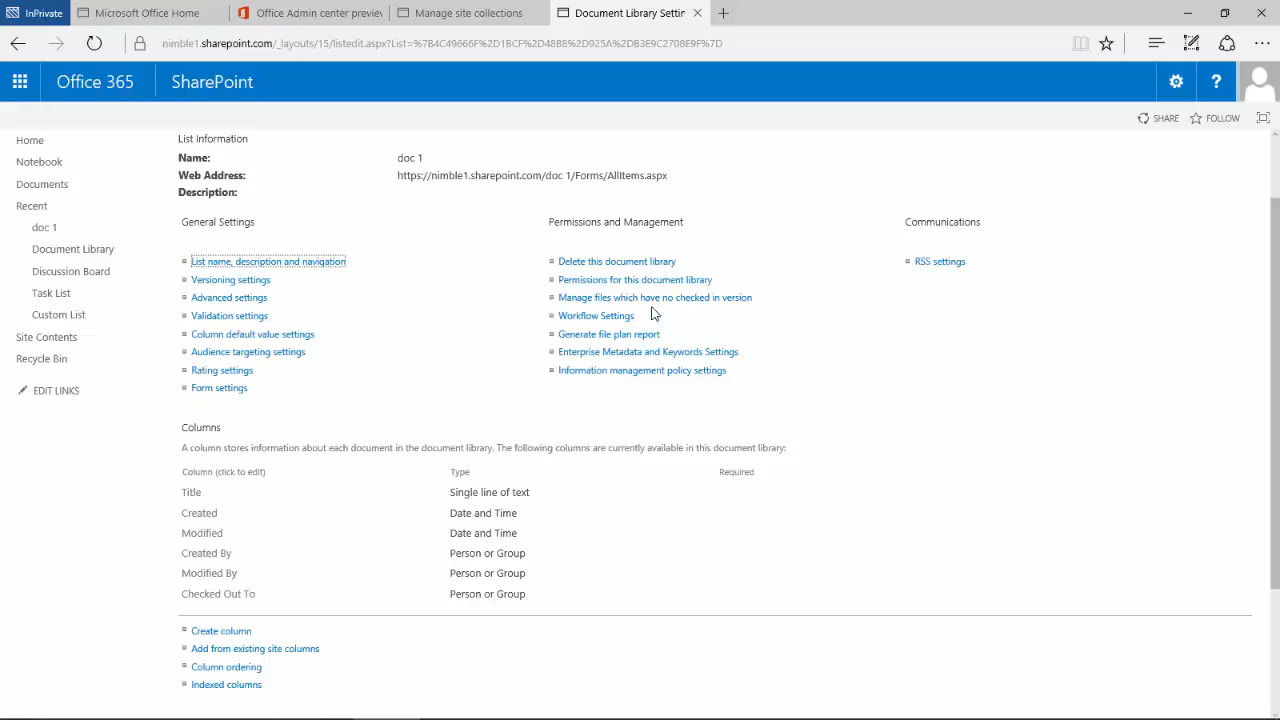 InPrivate
Microsoft Office Home
Office Admin center previe
Manage site collections
Document Library Settin
nimble1.sharepoint.com/_layouts/15/listedit.aspx?List=%7B4C49666F%2D1BCF%2D48B8%2D925A%2DB3E9C2708E9F%7D
Office 365
SharePoint
?
SHARE
FOLLOW
Home
Notebook
Documents
Recent
doc 1
Document Library
Discussion Board
Task List
Custom List
Site Contents
Recycle Bin
EDIT LINKS
List Information
Name: doc 1
Web Address: https://nimble1.sharepoint.com/doc 1/Forms/AllItems.aspx
Description:
General Settings
List name, description and navigation
Versioning settings
Advanced settings
Validation settings
Column default value settings
Audience targeting settings
Rating settings
Form settings
Permissions and Management
Delete this document library
Permissions for this document library
Manage files which have no checked in version
Workflow Settings
Generate file plan report
Enterprise Metadata and Keywords Settings
Information management policy settings
Communications
RSS settings
Columns
A column stores information about each document in the document library. The following columns are currently available in this document library:
Column (click to edit) Type Required
Title Single line of text
Created Date and Time
Modified Date and Time
Created By Person or Group
Modified By Person or Group
Checked Out To Person or Group
Create column
Add from existing site columns
Column ordering
Indexed columns